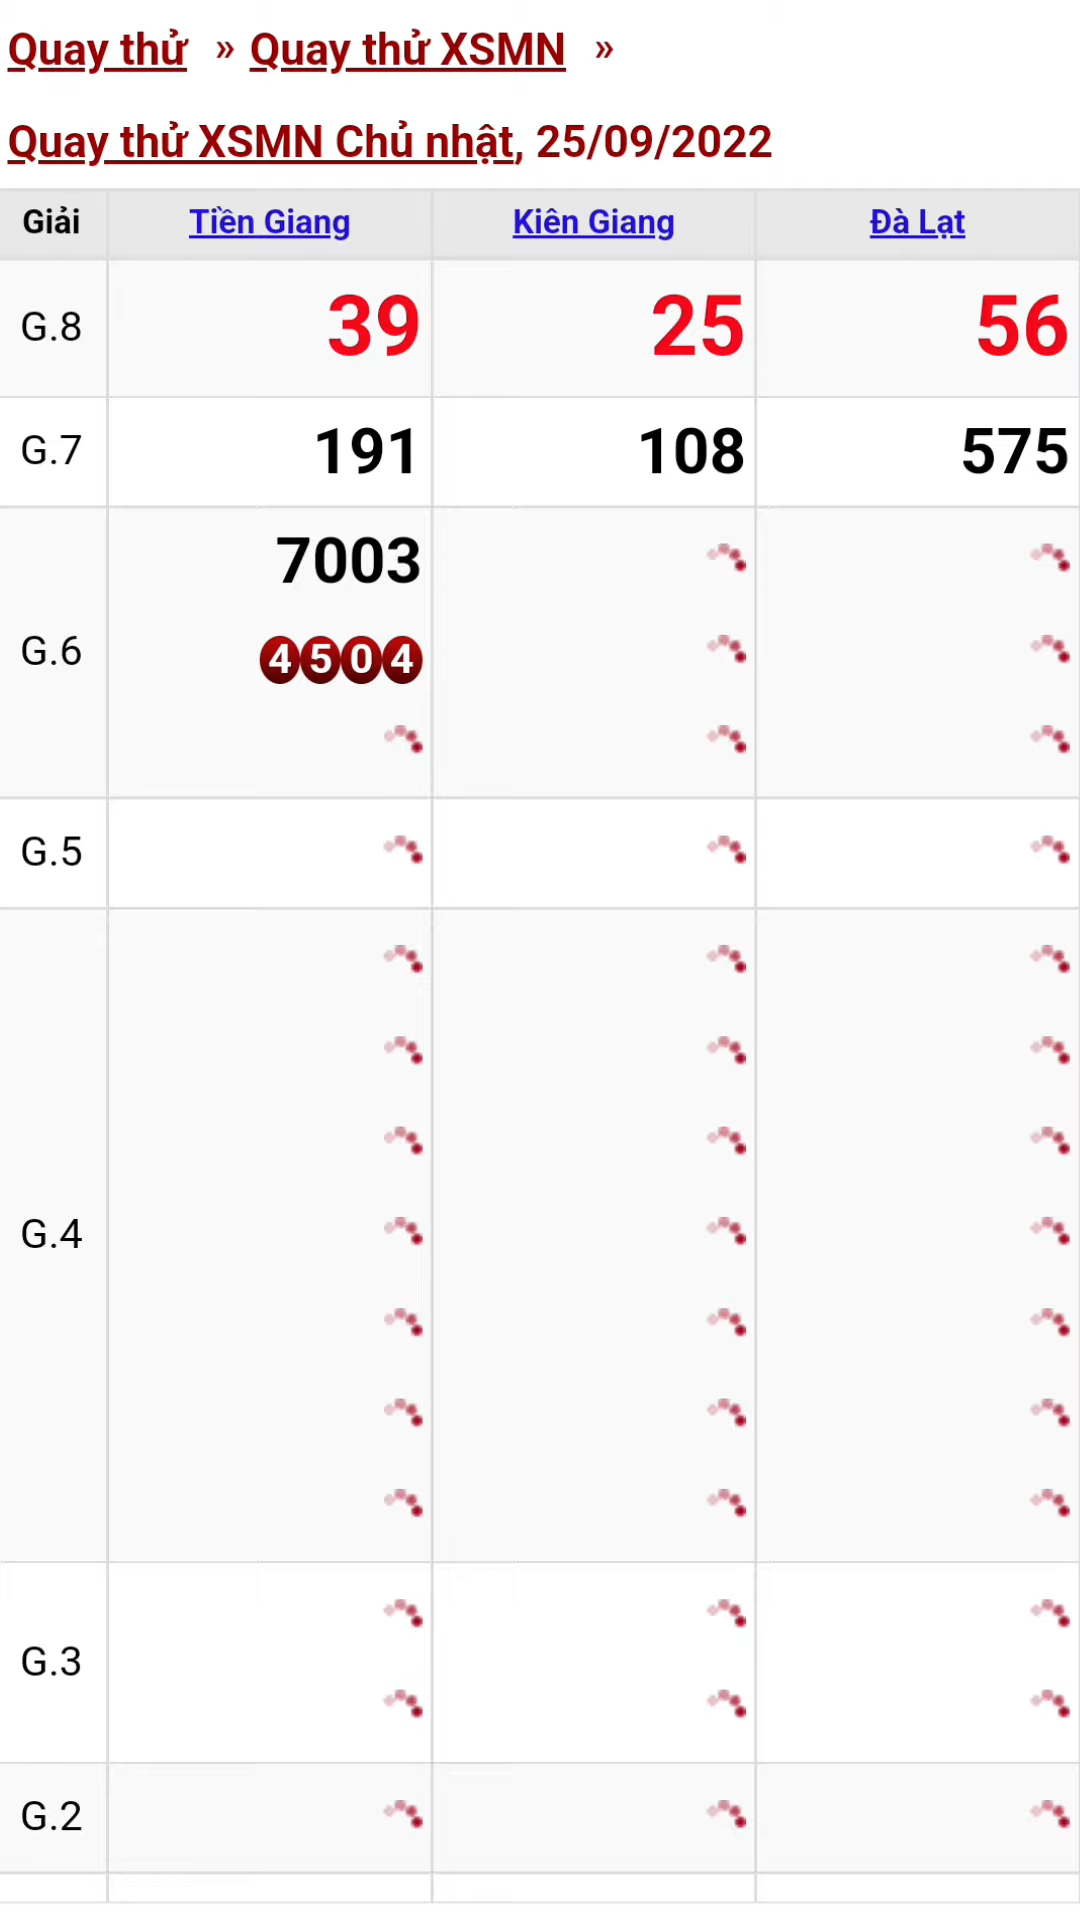 Quay thử » Quay thử XSMN »
Quay thử XSMN Chủ nhật, 25/09/2022
Giải Tiền Giang Kiên Giang Đà Lạt
G.8 39 25 56
G.7 191 108 575
7003
G.6 4504
G.5
G.4
G.3
G.2